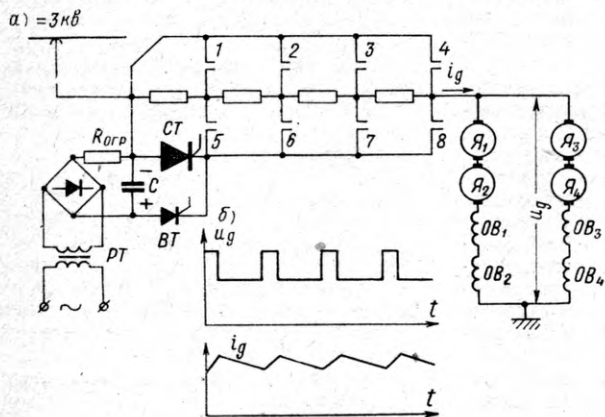 а) =3кв
1
2
3
4
i_g
R_огр
СТ
5
6
7
8
Я₁
Я₃
Я₂
Я₄
u_g
−
С
+
ВТ
ОВ₁
ОВ₃
ОВ₂
ОВ₄
РТ
~
б)
u_g
t
i_g
t